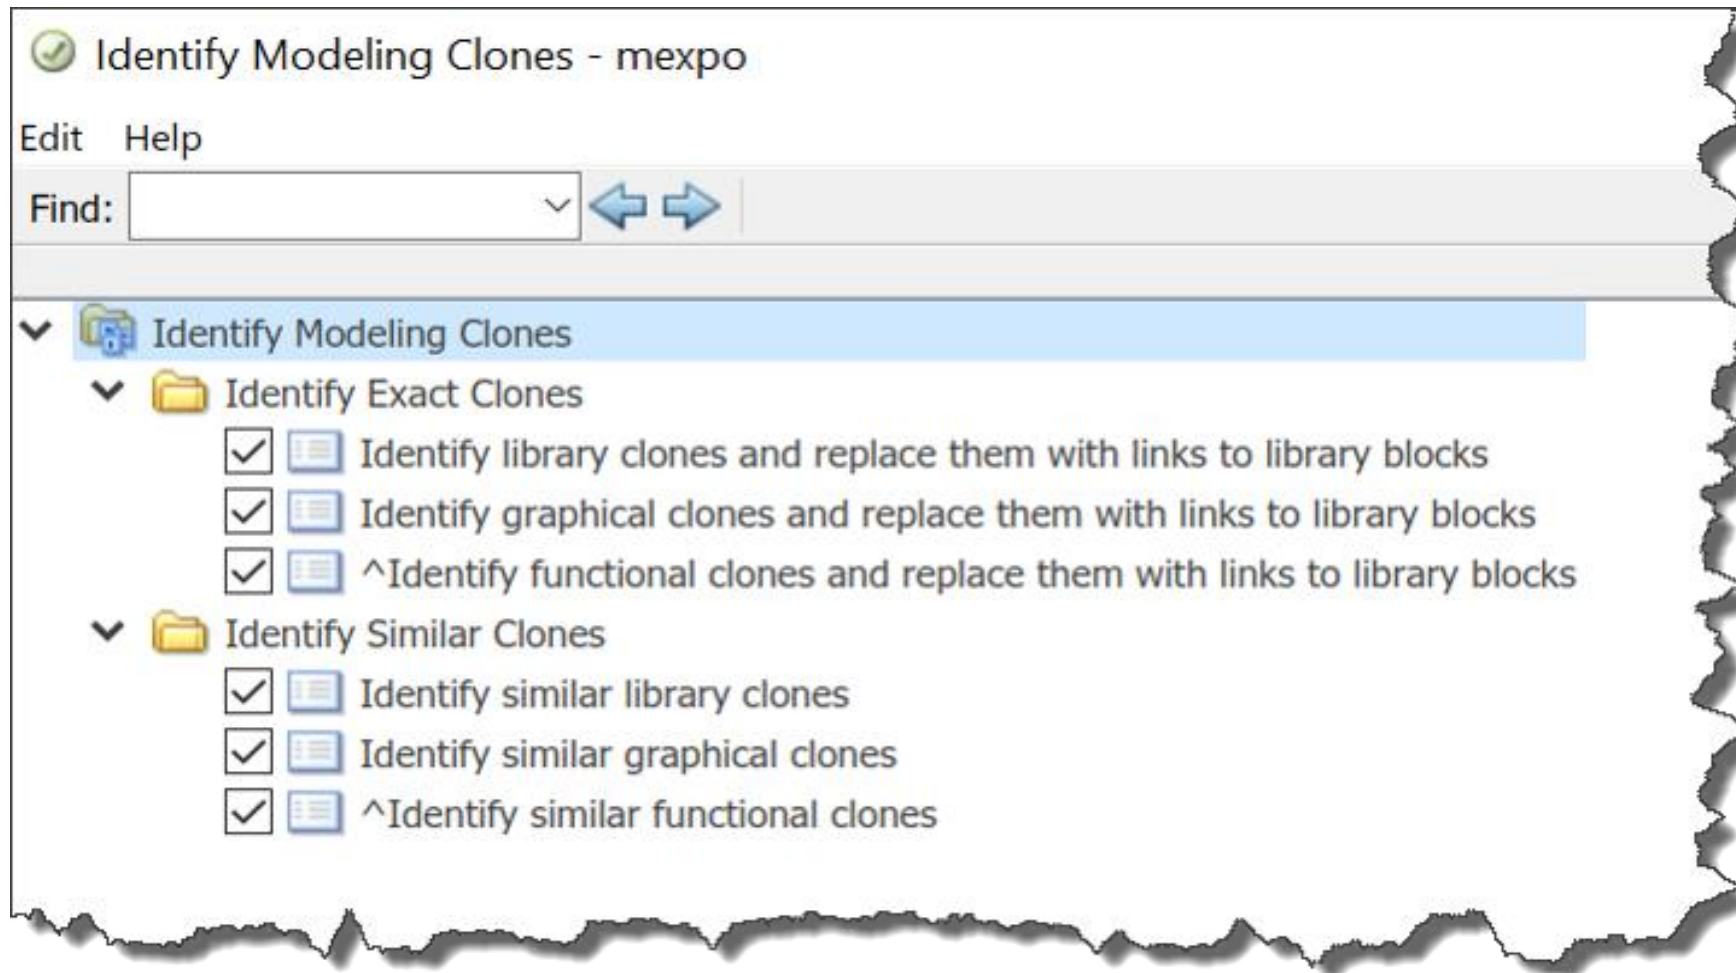 Identify Modeling Clones - mexpo
Edit Help
Find:
Identify Modeling Clones
Identify Exact Clones
Identify library clones and replace them with links to library blocks
Identify graphical clones and replace them with links to library blocks
^Identify functional clones and replace them with links to library blocks
Identify Similar Clones
Identify similar library clones
Identify similar graphical clones
^Identify similar functional clones